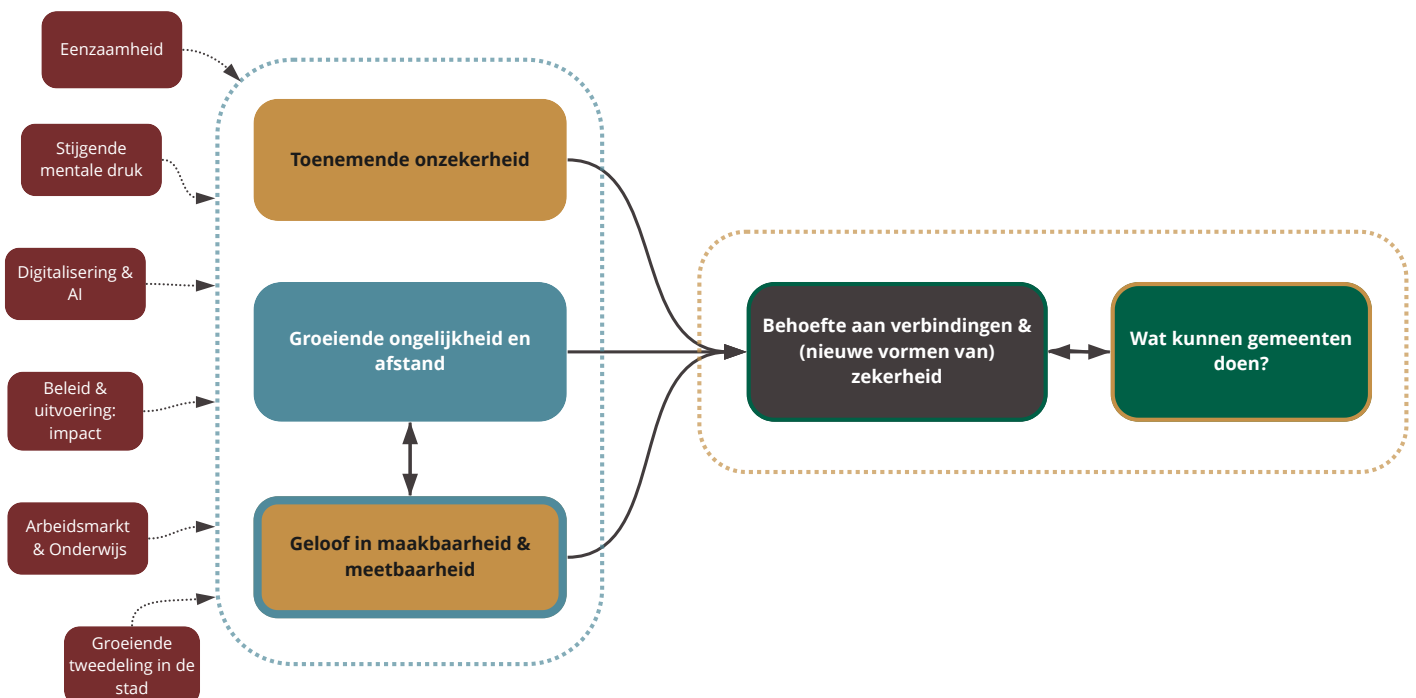 Eenzaamheid
Stijgende
mentale druk
Digitalisering &
AI
Beleid &
uitvoering:
impact
Arbeidsmarkt
& Onderwijs
Groeiende
tweedeling in de
stad
Toenemende onzekerheid
Groeiende ongelijkheid en
afstand
Geloof in maakbaarheid &
meetbaarheid
Behoefte aan verbindingen &
(nieuwe vormen van)
zekerheid
Wat kunnen gemeenten
doen?